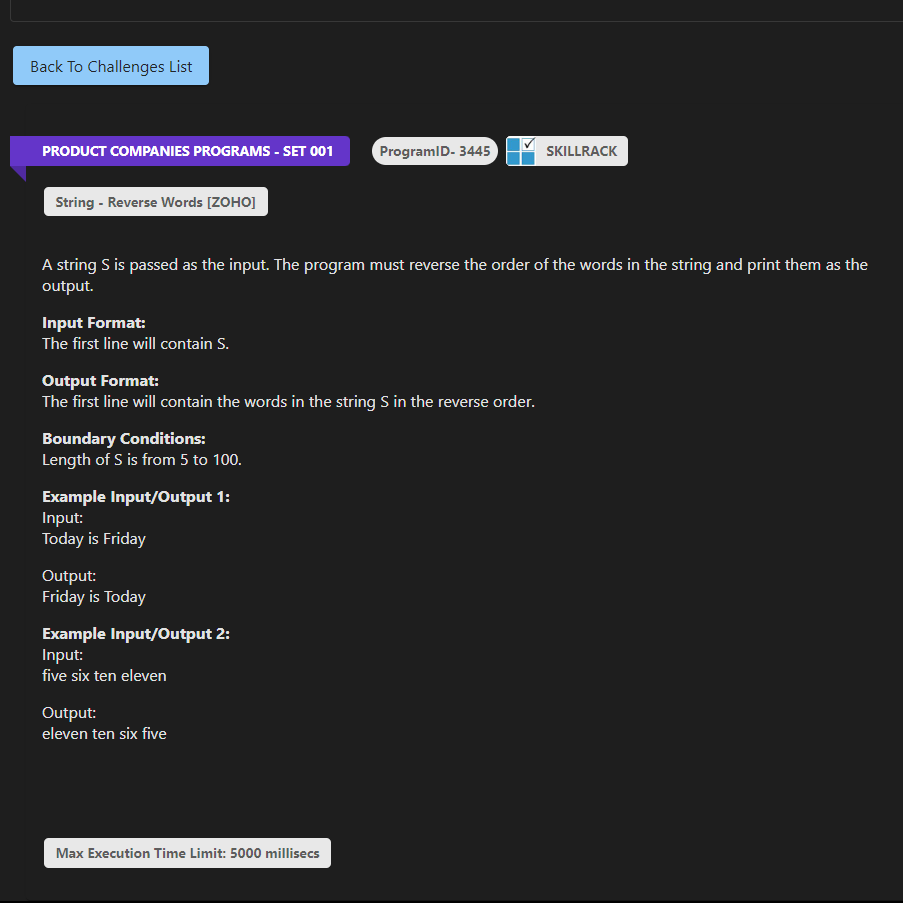 Back To Challenges List
PRODUCT COMPANIES PROGRAMS - SET 001
ProgramID- 3445
SKILLRACK
String - Reverse Words [ZOHO]
A string S is passed as the input. The program must reverse the order of the words in the string and print them as the
output.
Input Format:
The first line will contain S.
Output Format:
The first line will contain the words in the string S in the reverse order.
Boundary Conditions:
Length of S is from 5 to 100.
Example Input/Output 1:
Input:
Today is Friday
Output:
Friday is Today
Example Input/Output 2:
Input:
five six ten eleven
Output:
eleven ten six five
Max Execution Time Limit: 5000 millisecs